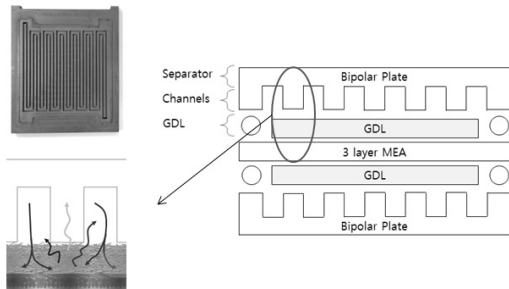 Separator
Bipolar Plate
Channels
GDL
GDL
3 layer MEA
GDL
Bipolar Plate